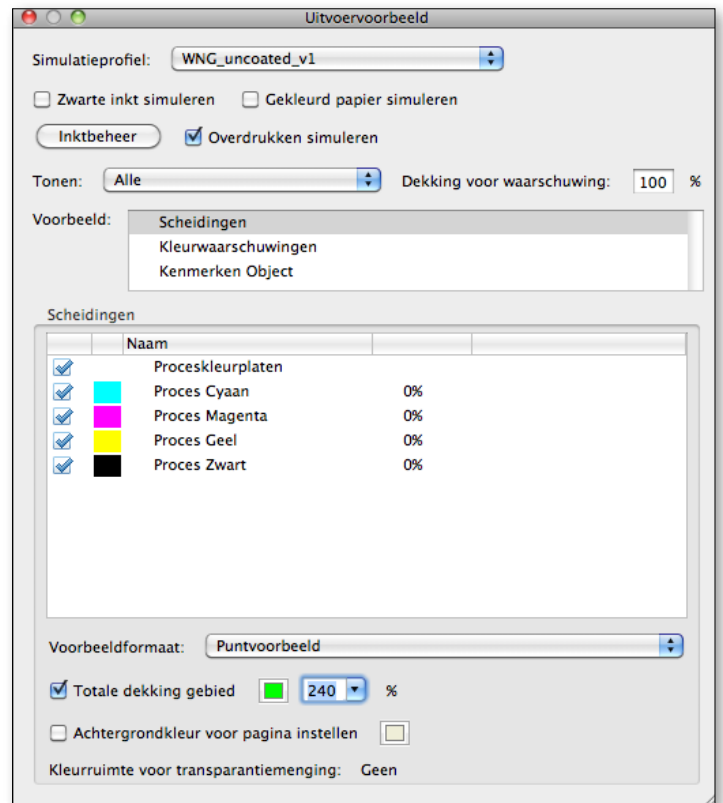 Uitvoervoorbeeld
Simulatieprofiel: WNG_uncoated_v1
Zwarte inkt simuleren Gekleurd papier simuleren
Inktbeheer Overdrukken simuleren
Tonen: Alle Dekking voor waarschuwing: 100 %
Voorbeeld: Scheidingen
Kleurwaarschuwingen
Kenmerken Object
Scheidingen
Naam
Proceskleurplaten
Proces Cyaan 0%
Proces Magenta 0%
Proces Geel 0%
Proces Zwart 0%
Voorbeeldformaat: Puntvoorbeeld
Totale dekking gebied 240 %
Achtergrondkleur voor pagina instellen
Kleurruimte voor transparantiemenging: Geen